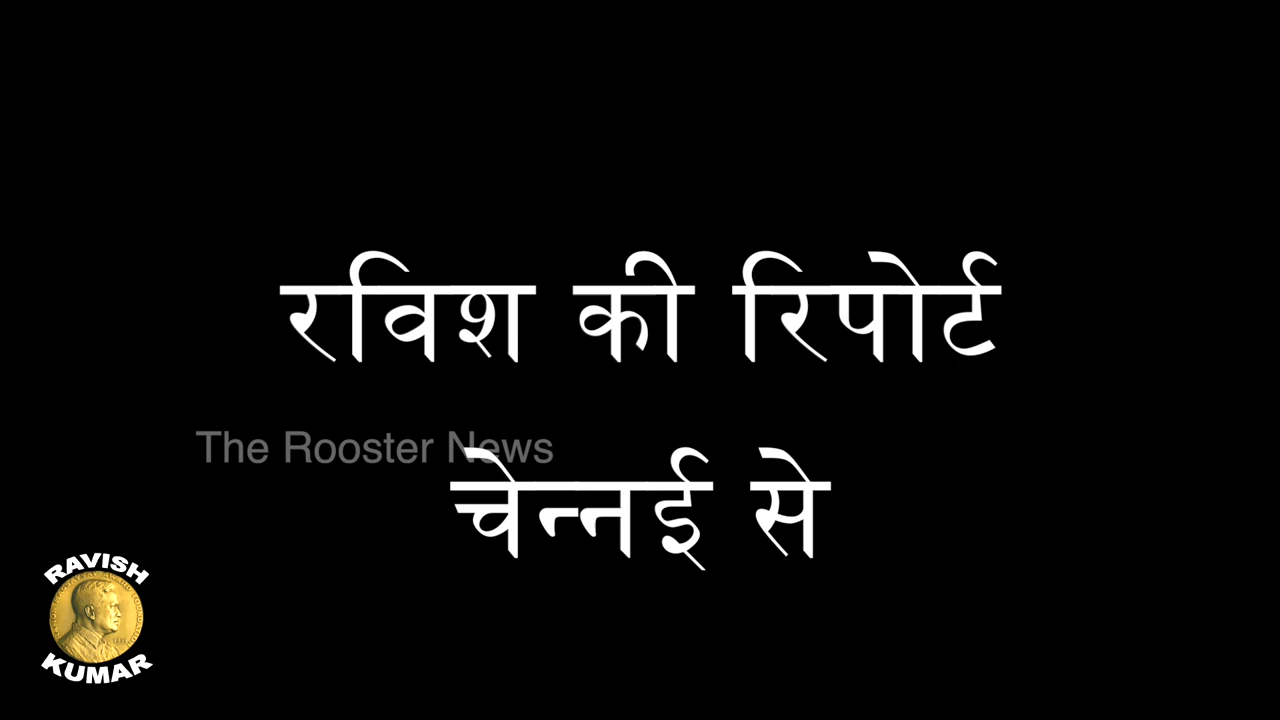 रविश की रिपोर्ट
The Rooster News
चेन्नई से
RAVISH
KUMAR